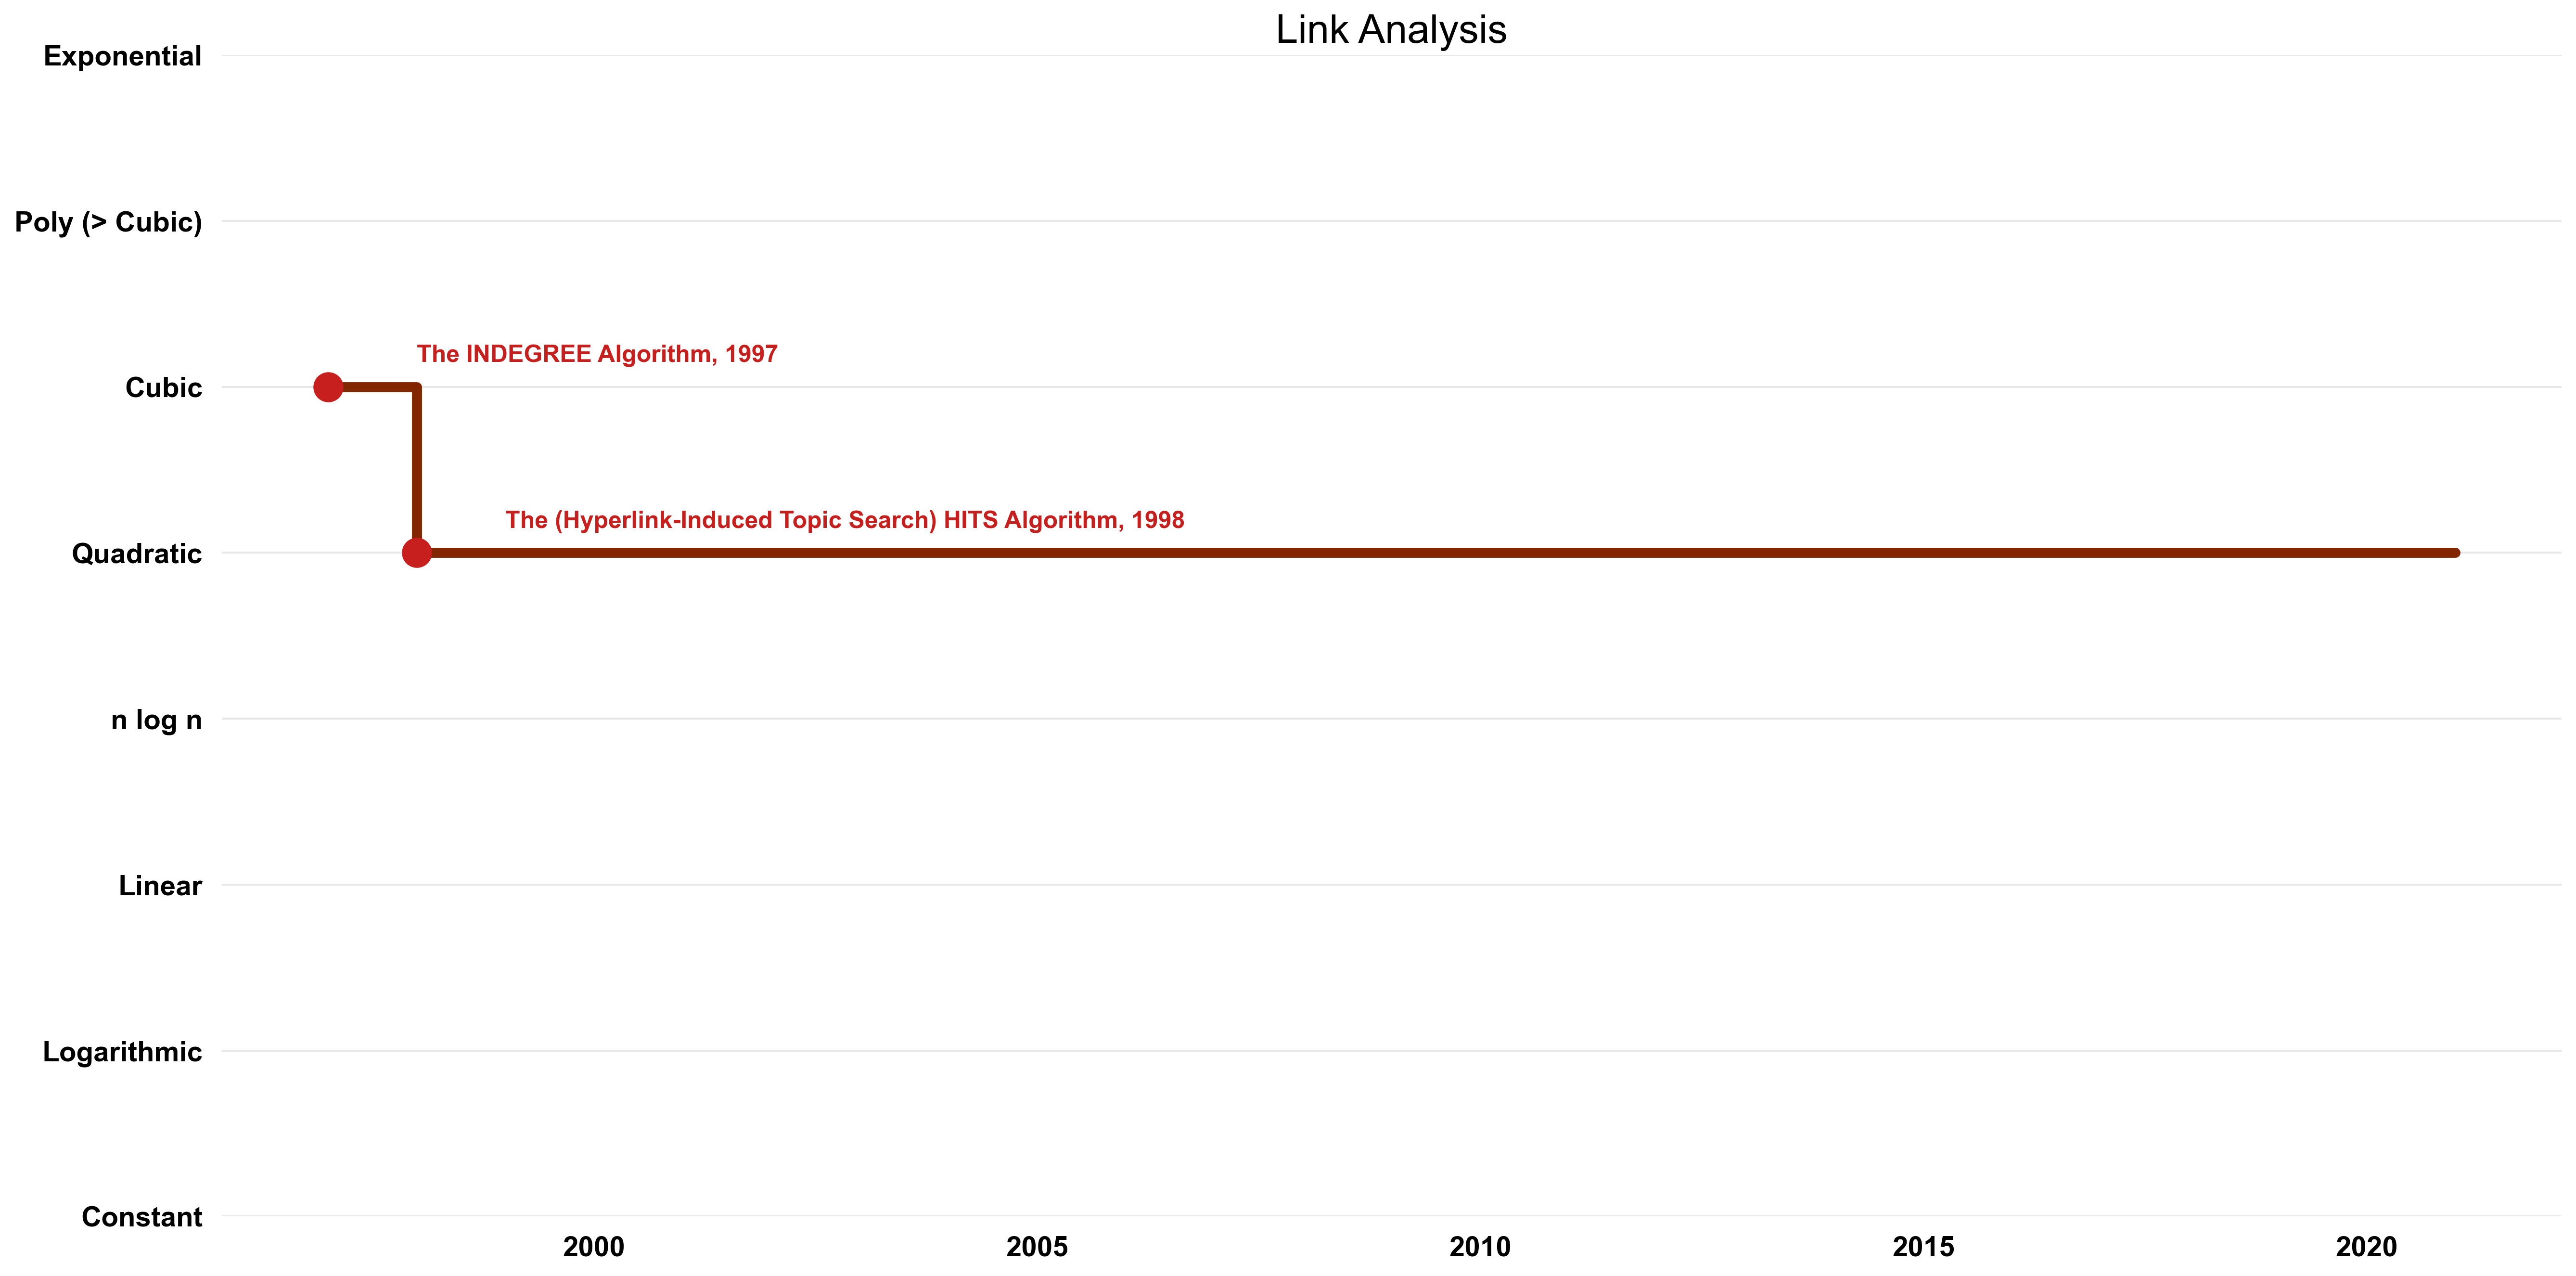 Link Analysis
Exponential
Poly (> Cubic)
The INDEGREE Algorithm, 1997
Cubic
The (Hyperlink-Induced Topic Search) HITS Algorithm, 1998
Quadratic
n log n
Linear
Logarithmic
Constant
2000 2005 2010 2015 2020